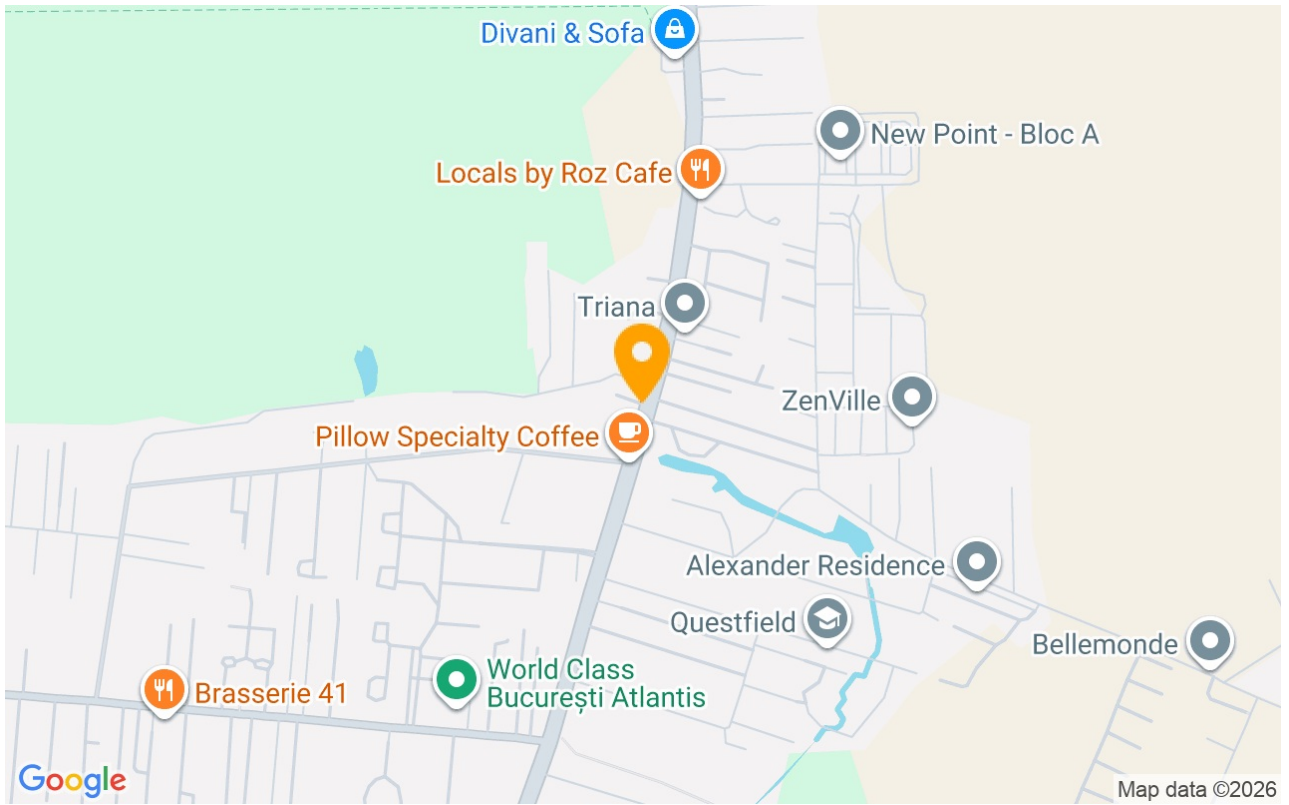 Divani & Sofa
New Point - Bloc A
Locals by Roz Cafe
Triana
ZenVille
Pillow Specialty Coffee
Alexander Residence
Questfield
Bellemonde
World Class
București Atlantis
Brasserie 41
Google
Map data ©2026